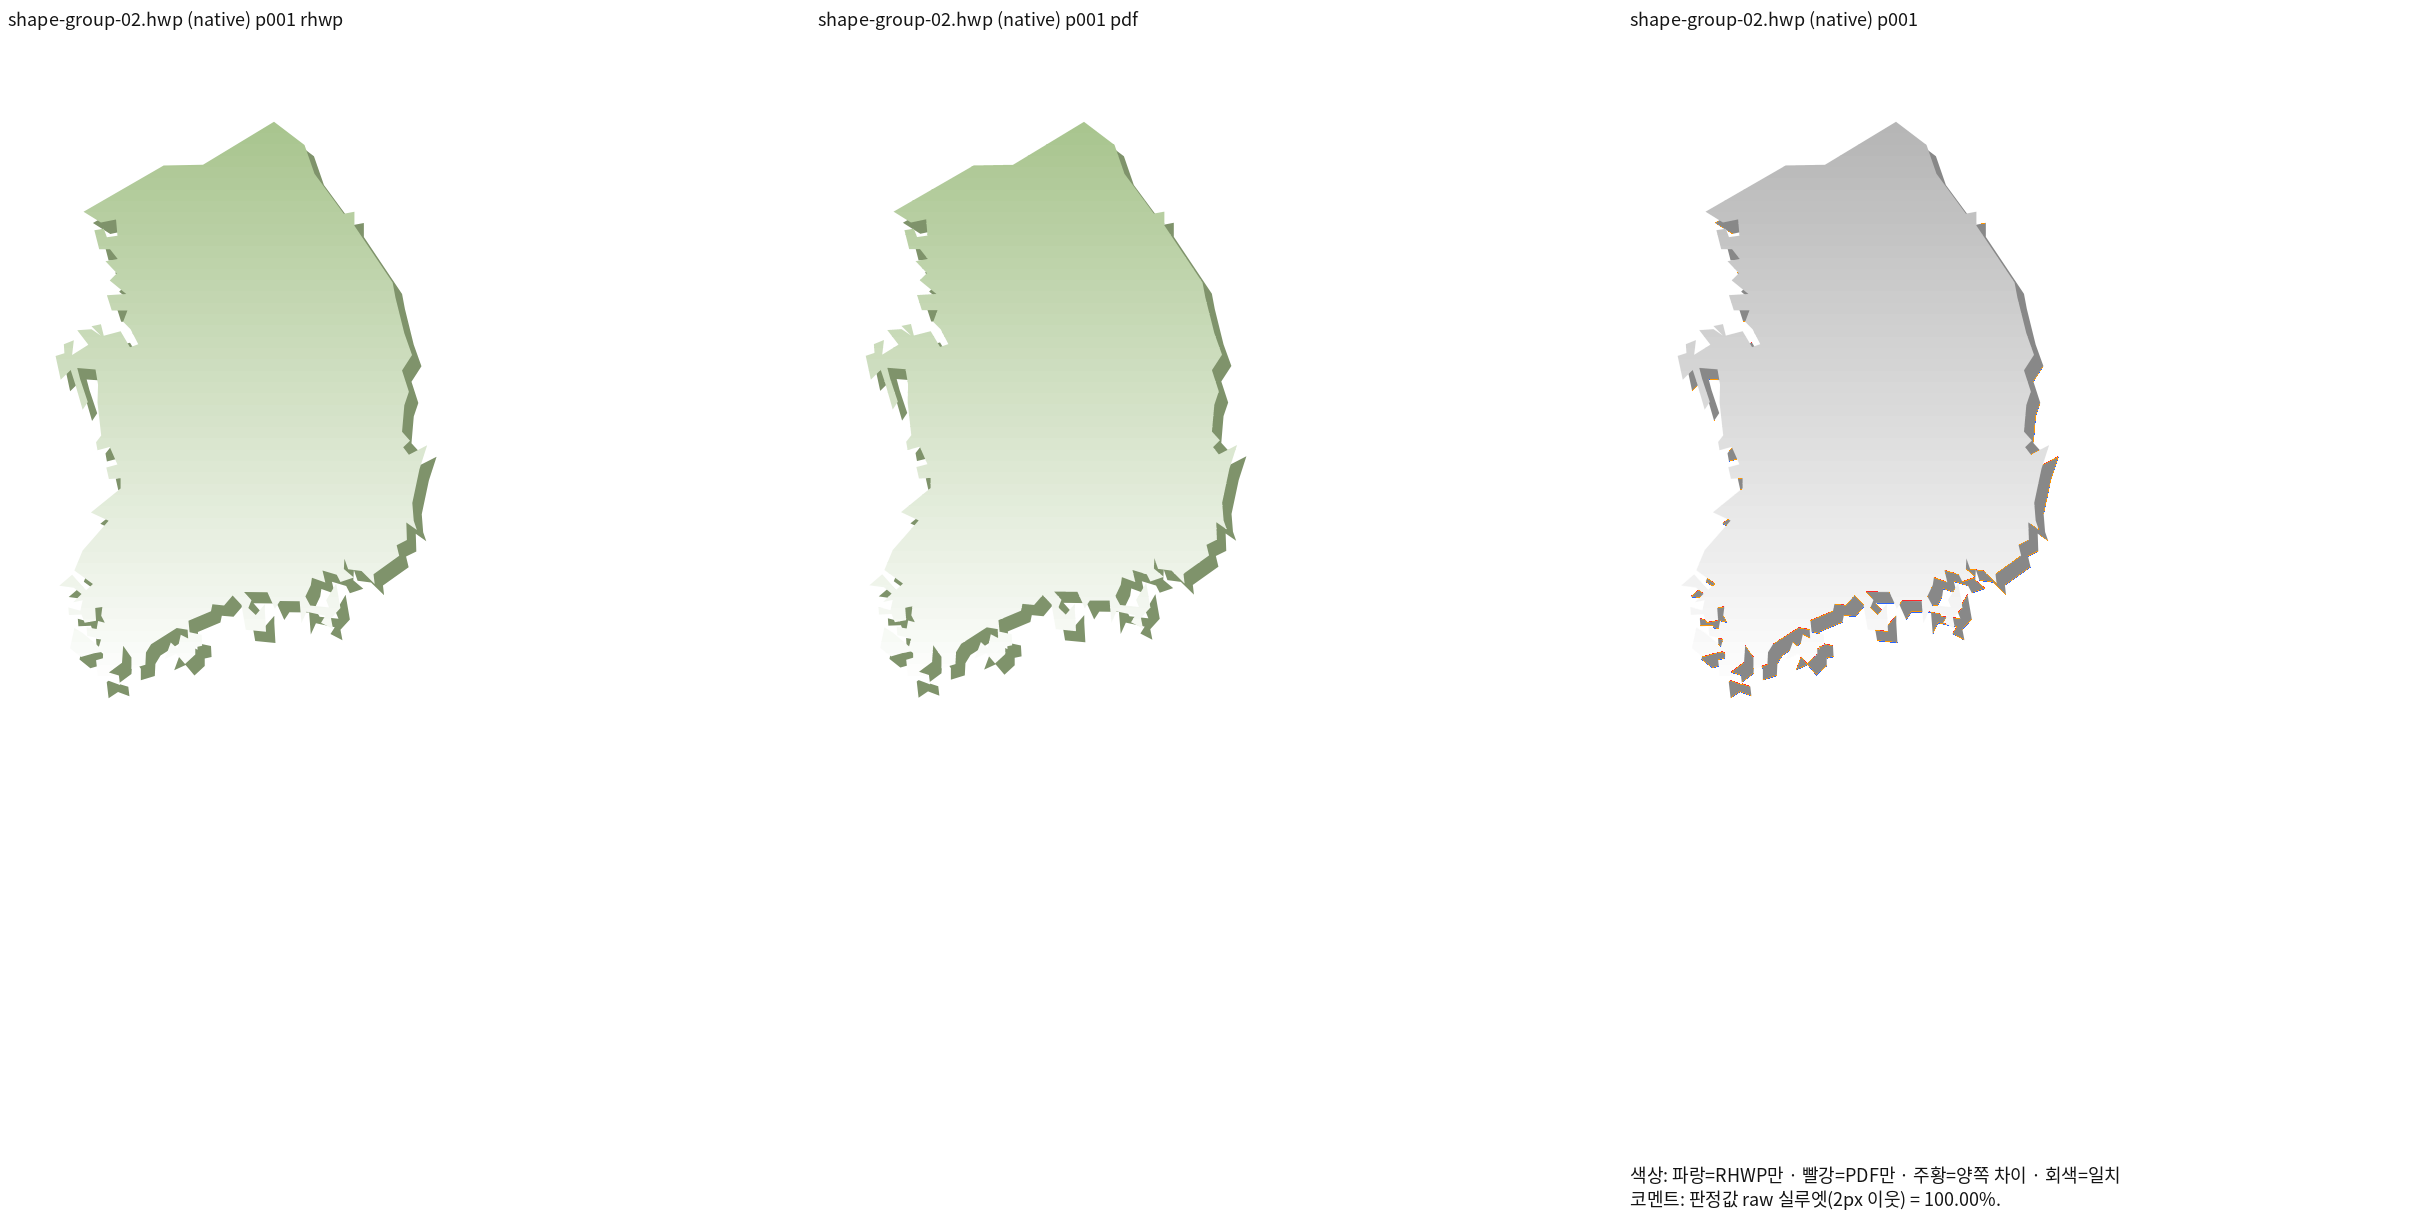 shape-group-02.hwp (native) p001 rhwp
shape-group-02.hwp (native) p001 pdf
shape-group-02.hwp (native) p001
색상: 파랑=RHWP만 · 빨강=PDF만 · 주황=양쪽 차이 · 회색=일치
코멘트: 판정값 raw 실루엣(2px 이웃) = 100.00%.